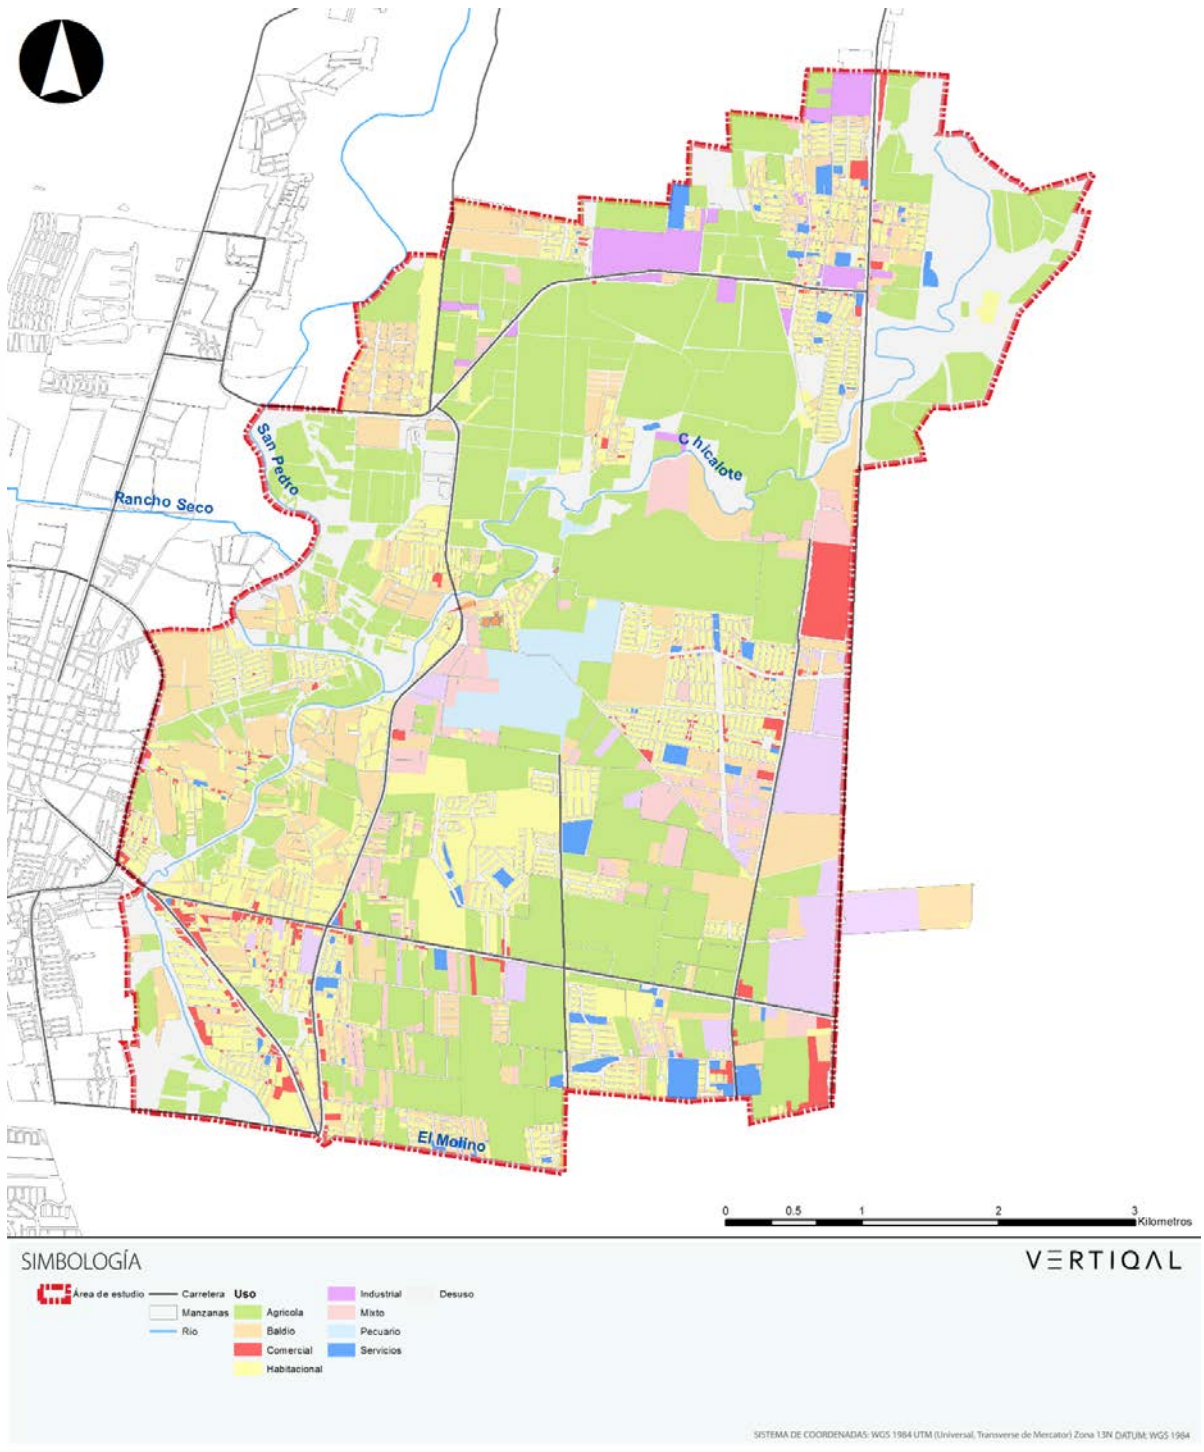 San Pedro
Rancho Seco
Chicalote
El Molino
0 0.5 1 2 3
Kilometros
SIMBOLOGÍA
VERTIQAL
Área de estudio
Carretera
Manzanas
Rio
Uso
Agricola
Baldio
Comercial
Habitacional
Industrial
Mixto
Pecuario
Servicios
Desuso
SISTEMA DE COORDENADAS: WGS 1984 UTM (Universal, Transverse de Mercator) Zona 13N DATUM: WGS 1984